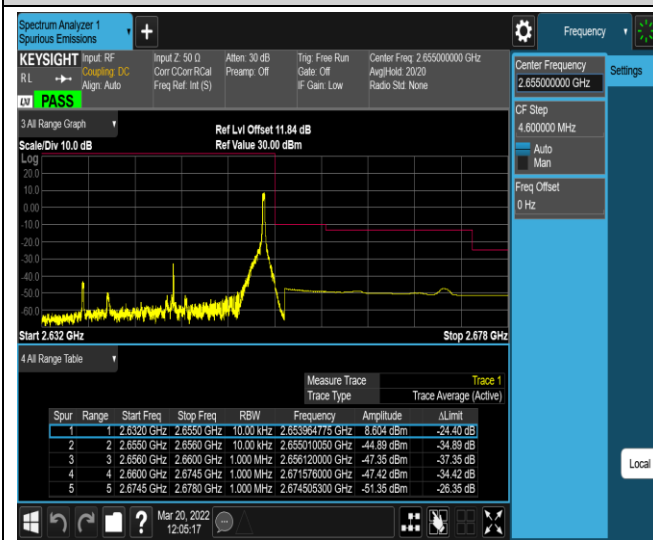 Spectrum Analyzer 1
Spurious Emissions
Frequency
KEYSIGHT
Input: RF
Coupling: DC
Align: Auto
Input Z: 50 Ω
Corr CCorr RCal
Freq Ref: Int (S)
Atten: 30 dB
Preamp: Off
Trig: Free Run
Gate: Off
IF Gain: Low
Center Freq: 2.655000000 GHz
Avg|Hold: 20/20
Radio Std: None
RL
LXI PASS
Center Frequency
2.655000000 GHz
Settings
CF Step
4.600000 MHz
Auto
Man
Freq Offset
0 Hz
3 All Range Graph
Ref Lvl Offset 11.84 dB
Scale/Div 10.0 dB
Ref Value 30.00 dBm
Log
20.0
10.0
0.00
-10.0
-20.0
-30.0
-40.0
-50.0
-60.0
Start 2.632 GHz
Stop 2.678 GHz
4 All Range Table
Measure Trace Trace 1
Trace Type Trace Average (Active)
Spur Range Start Freq Stop Freq RBW Frequency Amplitude ΔLimit
1 1 2.6320 GHz 2.6550 GHz 10.00 kHz 2.653964775 GHz 8.604 dBm -24.40 dB
2 2 2.6550 GHz 2.6560 GHz 10.00 kHz 2.655010050 GHz -44.89 dBm -34.89 dB
3 3 2.6560 GHz 2.6600 GHz 1.000 MHz 2.656120000 GHz -47.35 dBm -37.35 dB
4 4 2.6600 GHz 2.6745 GHz 1.000 MHz 2.671576000 GHz -47.42 dBm -34.42 dB
5 5 2.6745 GHz 2.6780 GHz 1.000 MHz 2.674505300 GHz -51.35 dBm -26.35 dB
Local
Mar 20, 2022
12:05:17